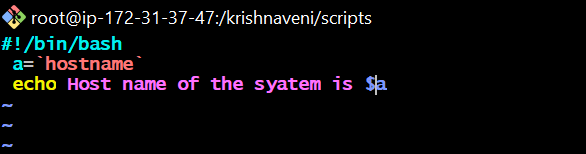 root@ip-172-31-37-47:/krishnaveni/scripts
#!/bin/bash
a=`hostname`
echo Host name of the syatem is $a
~
~
~